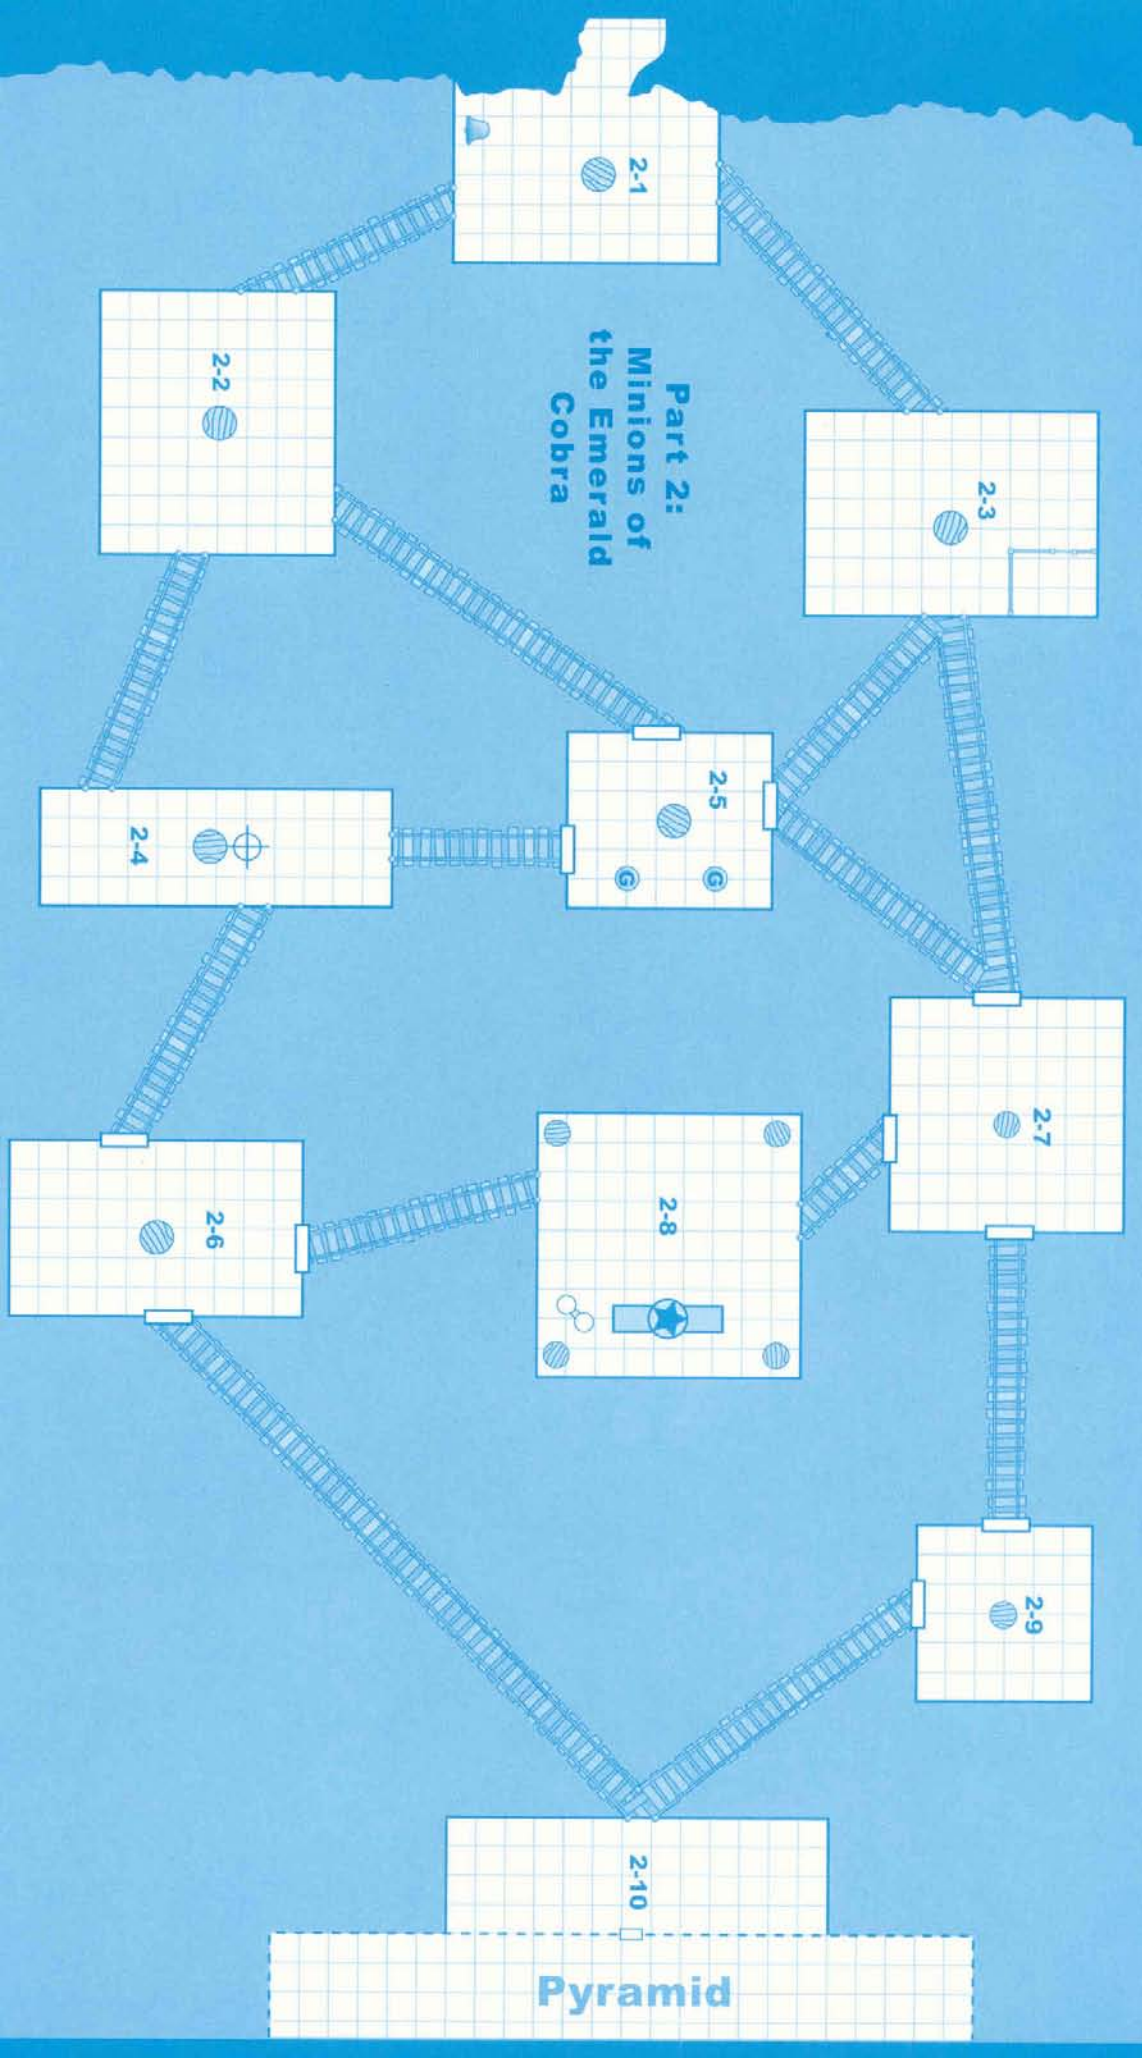 2-1
2-3
Part 2:
Minions of
the Emerald
Cobra
2-2
2-5
G
G
2-4
2-7
2-8
2-6
2-9
2-10
Pyramid